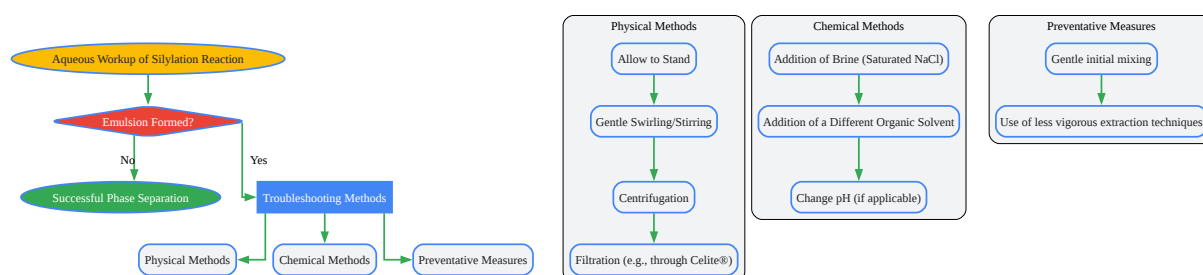 Aqueous Workup of Silylation Reaction
Emulsion Formed?
No
Yes
Successful Phase Separation
Troubleshooting Methods
Physical Methods
Chemical Methods
Preventative Measures
Physical Methods
Allow to Stand
Gentle Swirling/Stirring
Centrifugation
Filtration (e.g., through Celite®)
Chemical Methods
Addition of Brine (Saturated NaCl)
Addition of a Different Organic Solvent
Change pH (if applicable)
Preventative Measures
Gentle initial mixing
Use of less vigorous extraction techniques